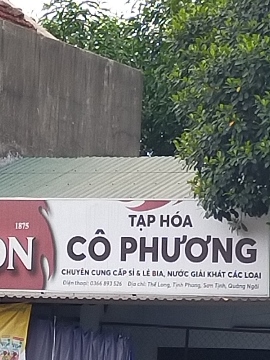 1875
ON
TẠP HÓA
CÔ PHƯƠNG
CHUYÊN CUNG CẤP SỈ & LẺ BIA, NƯỚC GIẢI KHÁT CÁC LOẠI
Điện thoại: 0366 893 526 Địa chỉ: Thế Long, Tịnh Phong, Sơn Tịnh, Quảng Ngãi